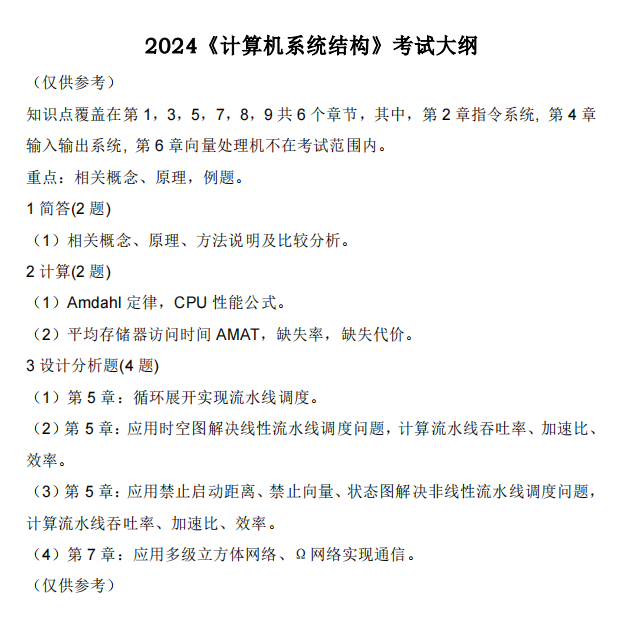 2024《计算机系统结构》考试大纲
（仅供参考）
知识点覆盖在第 1，3，5，7，8，9 共 6 个章节，其中，第 2 章指令系统, 第 4 章
输入输出系统, 第 6 章向量处理机不在考试范围内。
重点：相关概念、原理，例题。
1 简答(2 题)
（1）相关概念、原理、方法说明及比较分析。
2 计算(2 题)
（1）Amdahl 定律，CPU 性能公式。
（2）平均存储器访问时间 AMAT，缺失率，缺失代价。
3 设计分析题(4 题)
（1）第 5 章：循环展开实现流水线调度。
（2）第 5 章：应用时空图解决线性流水线调度问题，计算流水线吞吐率、加速比、
效率。
（3）第 5 章：应用禁止启动距离、禁止向量、状态图解决非线性流水线调度问题，
计算流水线吞吐率、加速比、效率。
（4）第 7 章：应用多级立方体网络、Ω 网络实现通信。
（仅供参考）